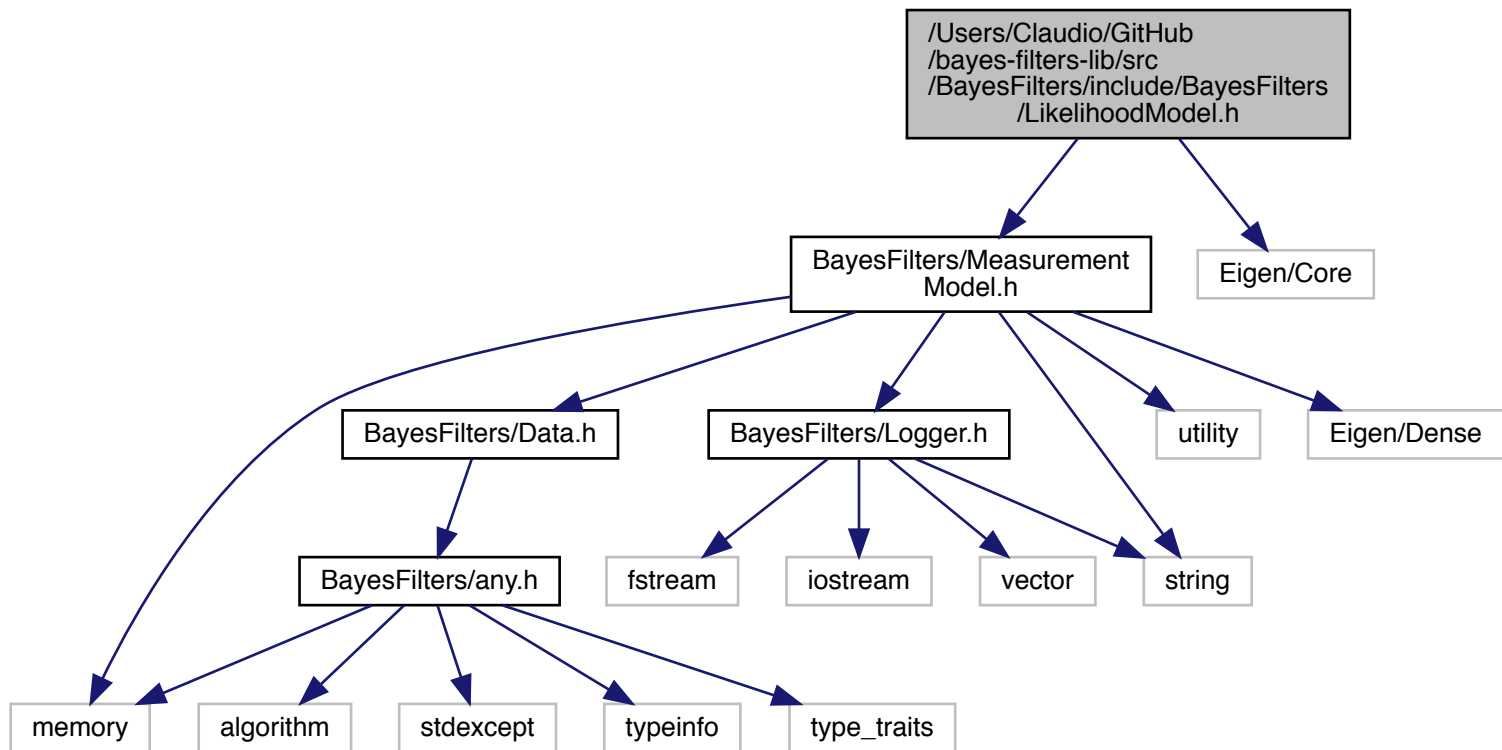 /Users/Claudio/GitHub
/bayes-filters-lib/src
/BayesFilters/include/BayesFilters
/LikelihoodModel.h
BayesFilters/Measurement
Model.h
Eigen/Core
BayesFilters/Data.h
BayesFilters/Logger.h
utility
Eigen/Dense
BayesFilters/any.h
fstream
iostream
vector
string
memory
algorithm
stdexcept
typeinfo
type_traits